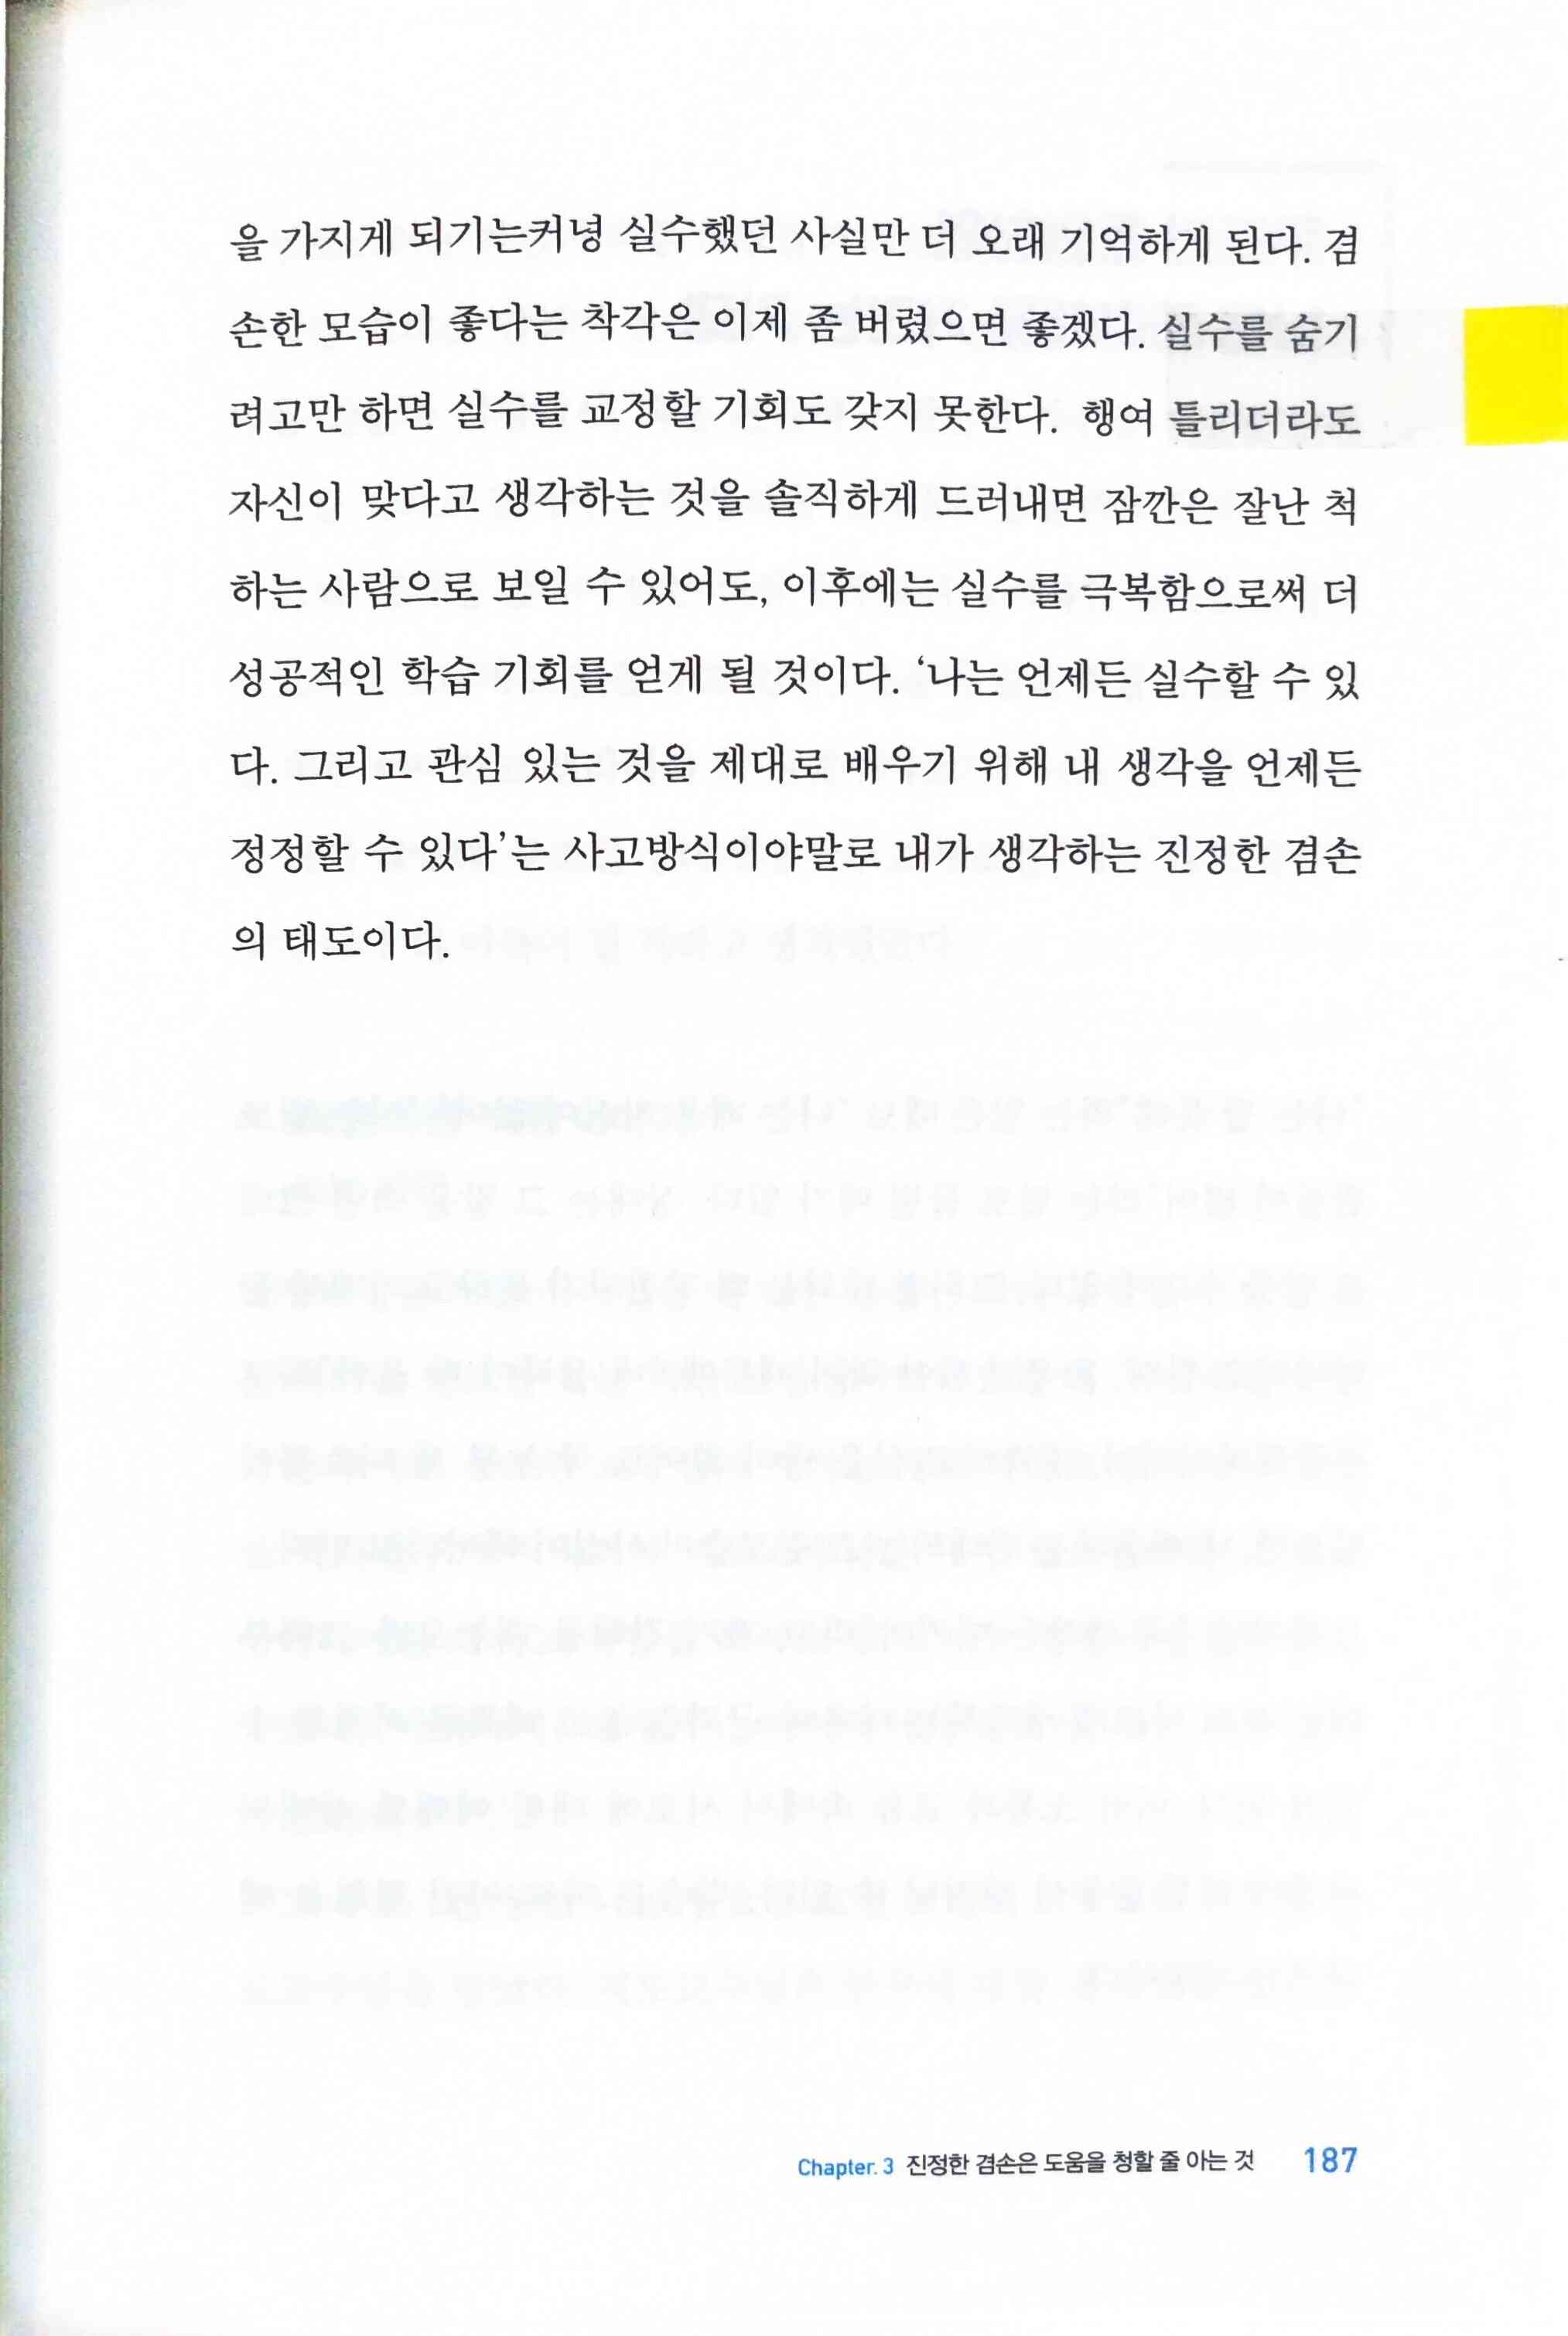 을 가지게 되기는커녕 실수했던 사실만 더 오래 기억하게 된다. 겸
손한 모습이 좋다는 착각은 이제 좀 버렸으면 좋겠다. 실수를 숨기
려고만 하면 실수를 교정할 기회도 갖지 못한다. 행여 틀리더라도
자신이 맞다고 생각하는 것을 솔직하게 드러내면 잠깐은 잘난 척
하는 사람으로 보일 수 있어도, 이후에는 실수를 극복함으로써 더
성공적인 학습 기회를 얻게 될 것이다. ‘나는 언제든 실수할 수 있
다. 그리고 관심 있는 것을 제대로 배우기 위해 내 생각을 언제든
정정할 수 있다’는 사고방식이야말로 내가 생각하는 진정한 겸손
의 태도이다.
Chapter. 3 진정한 겸손은 도움을 청할 줄 아는 것 187